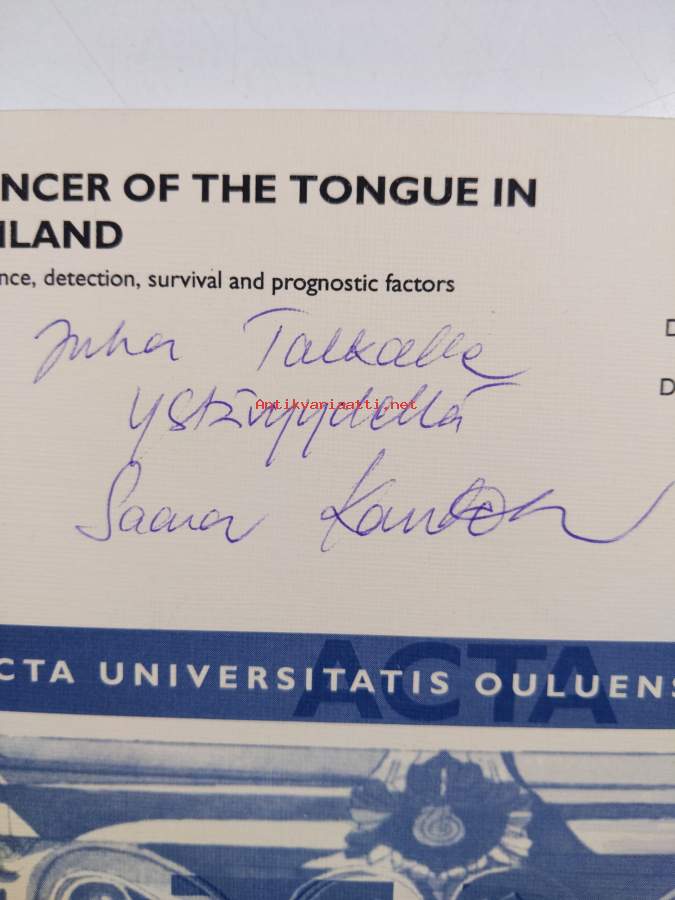 NCER OF THE TONGUE IN
LAND
nce, detection, survival and prognostic factors
D
D
Juha Talkalle
Ystävyydellä
Antikvariaatti.net
Saara
ACTA
CTA UNIVERSITATIS OULUENS